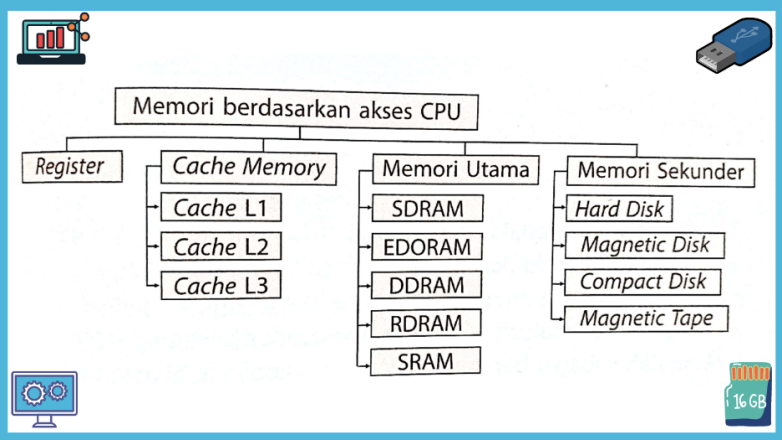 Memori berdasarkan akses CPU
Register
Cache Memory
Cache L1
Cache L2
Cache L3
Memori Utama
SDRAM
EDORAM
DDRAM
RDRAM
SRAM
Memori Sekunder
Hard Disk
Magnetic Disk
Compact Disk
Magnetic Tape
16 GB